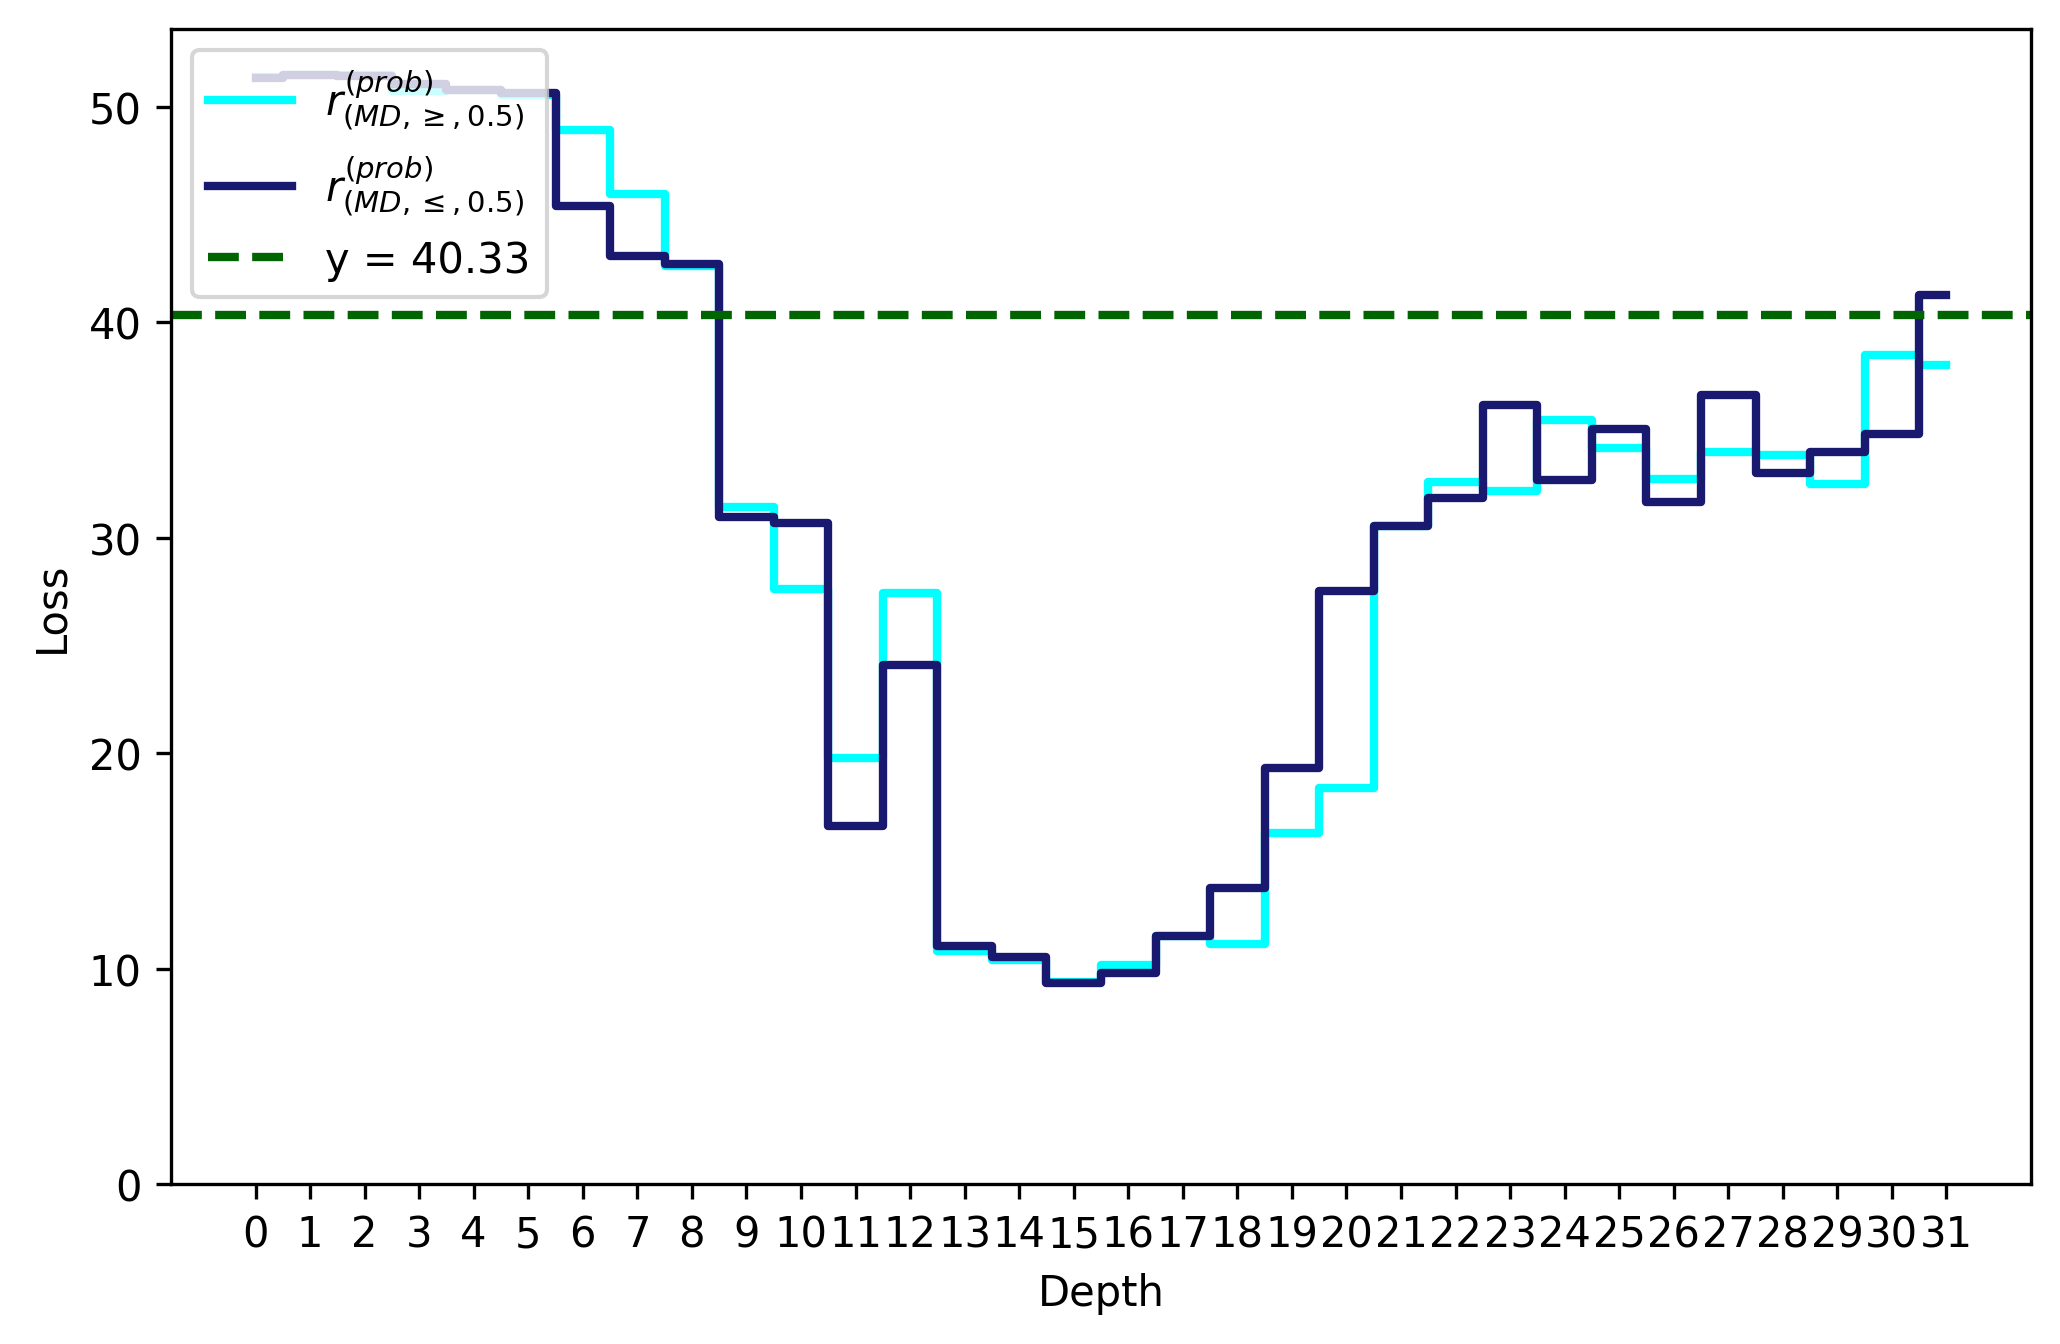 r_{(MD, ≥, 0.5)}^{(prob)}
r_{(MD, ≤, 0.5)}^{(prob)}
y = 40.33
50
40
30
20
10
0
Loss
0 1 2 3 4 5 6 7 8 9 10 11 12 13 14 15 16 17 18 19 20 21 22 23 24 25 26 27 28 29 30 31
Depth